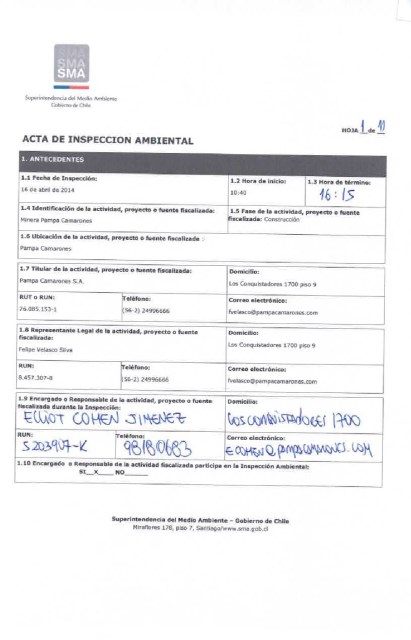 SMA
SMA
SMA
Superintendencia del Medio Ambiente
Gobierno de Chile
HOJA 1 de 10
ACTA DE INSPECCION AMBIENTAL
1. ANTECEDENTES
1.1 Fecha de Inspección:
14 de abril de 2014
1.2 Hora de inicio:
10:40
1.3 Hora de término:
16:15
1.4 Identificación de la actividad, proyecto o fuente fiscalizada:
Minera Pampa Camarones
1.5 Fase de la actividad, proyecto o fuente
fiscalizada: Construcción
1.6 Ubicación de la actividad, proyecto o fuente fiscalizada :
Pampa Camarones
1.7 Titular de la actividad, proyecto o fuente fiscalizada:
Pampa Camarones S.A.
Domicilio:
Los Conquistadores 1700 piso 9
RUT o RUN:
76.085.153-1
Teléfono:
(56-2) 24996666
Correo electrónico:
fvelasco@pampacamarones.com
1.8 Representante Legal de la actividad, proyecto o fuente
fiscalizada:
Felipe Velasco Silva
Domicilio:
Los Conquistadores 1700 piso 9
RUN:
8.457.307-8
Teléfono:
(56-2) 24996666
Correo electrónico:
fvelasco@pampacamarones.com
1.9 Encargado o Responsable de la actividad, proyecto o fuente
fiscalizada durante la Inspección:
ELLIOT COHEN JIMENEZ
Domicilio:
LOS CONQUISTADORES 1700
RUN:
5203907-K
Teléfono:
98180683
Correo electrónico:
ECOHEN@pampacamarones.COM
1.10 Encargado o Responsable de la actividad fiscalizada participe en la Inspección Ambiental:
SI__X___ NO______
Superintendencia del Medio Ambiente – Gobierno de Chile
Miraflores 178, piso 7, Santiago/www.sma.gob.cl